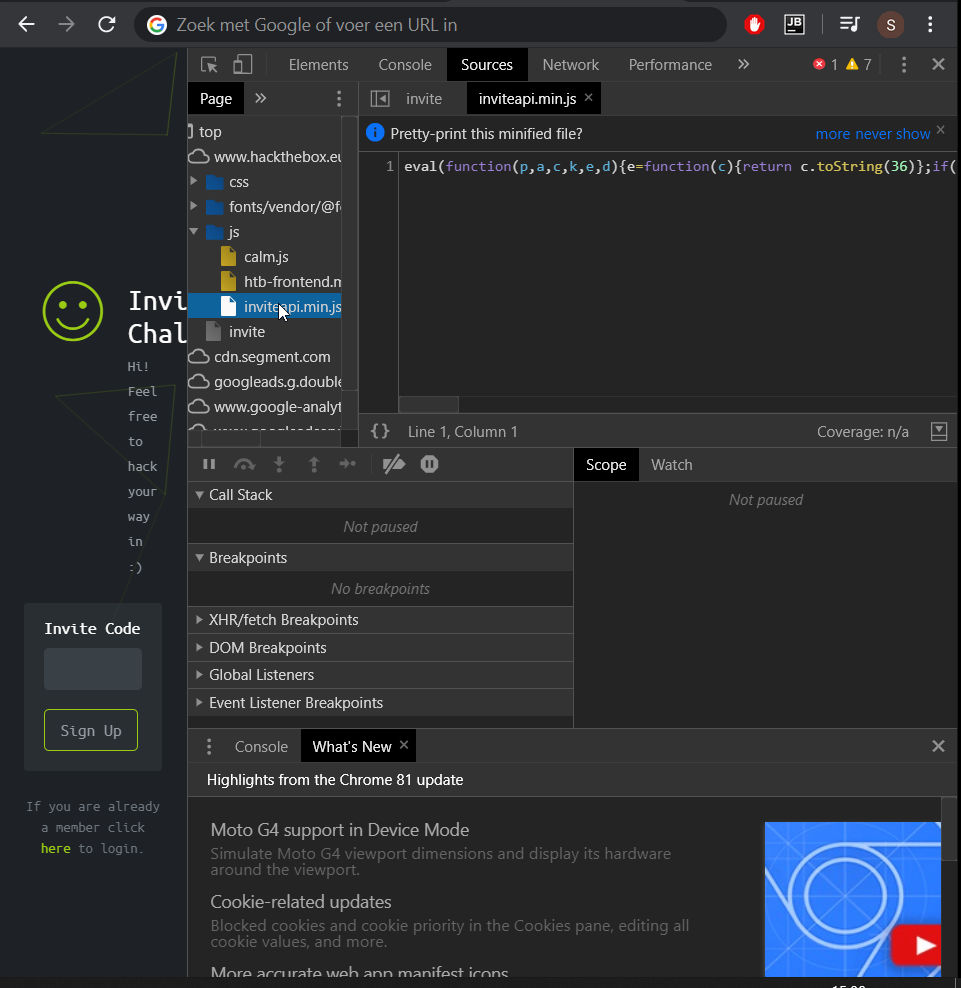 Zoek met Google of voer een URL in
JB
S
Elements Console Sources Network Performance » 1 7
Page »
invite inviteapi.min.js ×
Pretty-print this minified file? more never show ×
top
www.hackthebox.eu
css
fonts/vendor/@f
js
calm.js
htb-frontend.m
inviteapi.min.js
invite
cdn.segment.com
googleads.g.double
www.google-analyt
1 eval(function(p,a,c,k,e,d){e=function(c){return c.toString(36)};if(
{} Line 1, Column 1 Coverage: n/a
Invi
Chal
Hi!
Feel
free
to
hack
your
way
in
:)
Invite Code
Sign Up
If you are already
a member click
here to login.
Scope Watch
Call Stack
Not paused
Not paused
Breakpoints
No breakpoints
XHR/fetch Breakpoints
DOM Breakpoints
Global Listeners
Event Listener Breakpoints
Console What's New ×
Highlights from the Chrome 81 update
Moto G4 support in Device Mode
Simulate Moto G4 viewport dimensions and display its hardware
around the viewport.
Cookie-related updates
Blocked cookies and cookie priority in the Cookies pane, editing all
cookie values, and more.
More accurate web app manifest icons